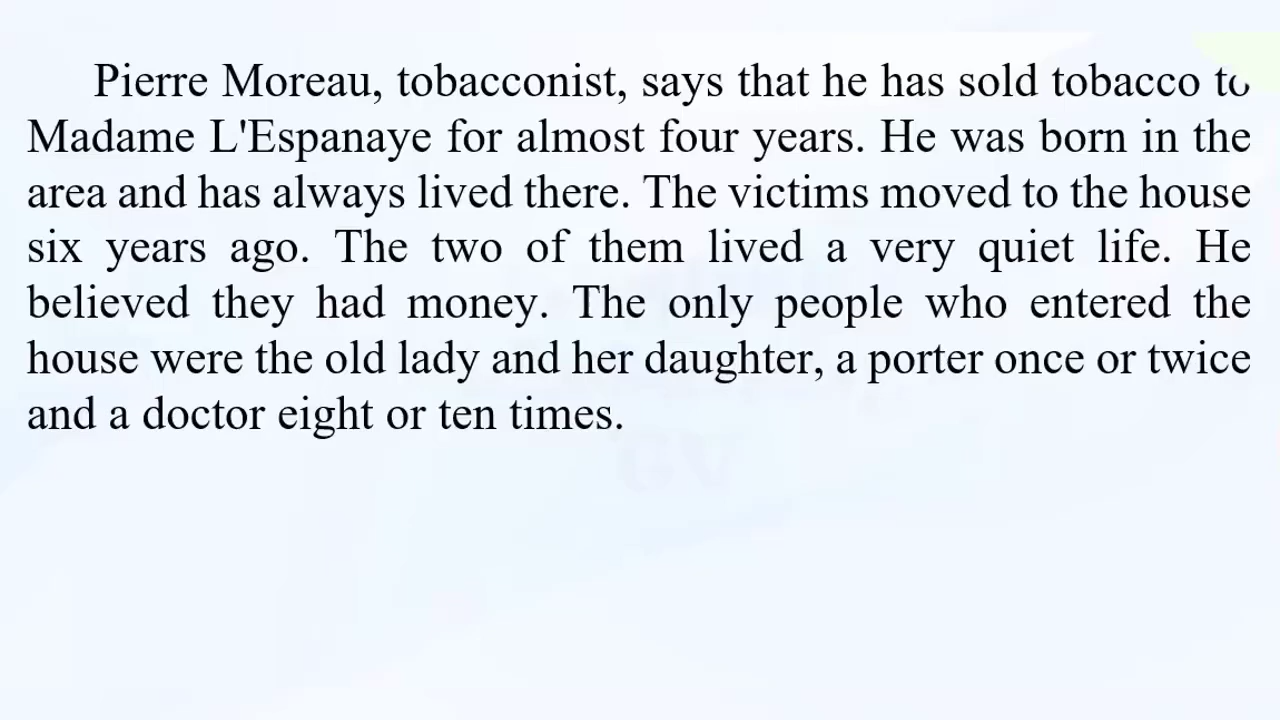 Pierre Moreau, tobacconist, says that he has sold tobacco to
Madame L'Espanaye for almost four years. He was born in the
area and has always lived there. The victims moved to the house
six years ago. The two of them lived a very quiet life. He
believed they had money. The only people who entered the
house were the old lady and her daughter, a porter once or twice
and a doctor eight or ten times.